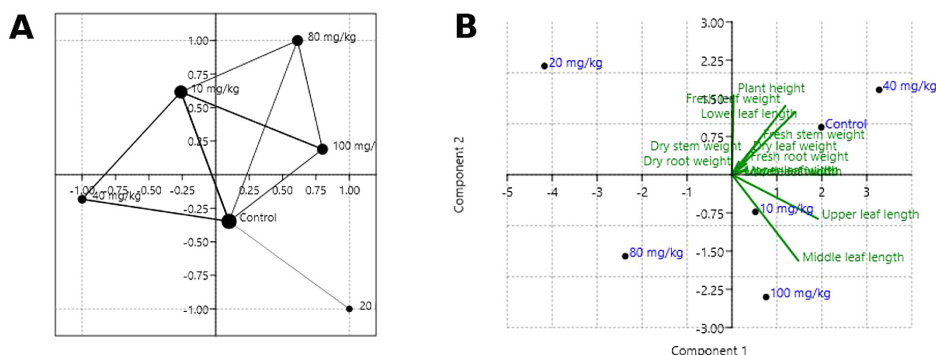 A
1.00
80 mg/kg
0.75
10 mg/kg
0.50
0.25
100 mg/
-1.00
-0.75
-0.50
-0.25
0.25
0.50
0.75
1.00
40 mg/kg
-0.25
Control
-0.50
-0.75
-1.00
20
B
3.00
2.25
20 mg/kg
40 mg/kg
Plant height
Fresh leaf weight
1.50
Lower leaf length
Control
0.75
Fresh stem weight
Dry stem weight
Dry leaf weight
Dry root weight
Fresh root weight
-5
-4
-3
-2
-1
1
2
3
Component 2
-0.75
10 mg/kg
Upper leaf length
-1.50
80 mg/kg
Middle leaf length
-2.25
100 mg/kg
-3.00
Component 1